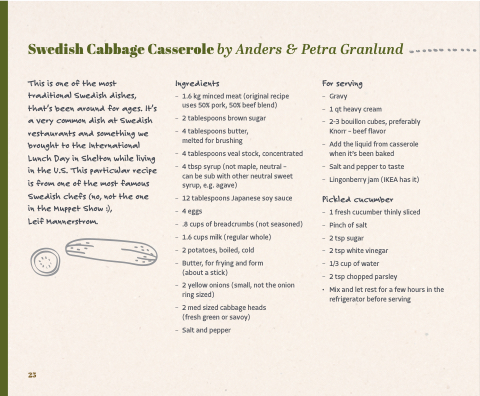 Swedish Cabbage Casserole by Anders & Petra Granlund
This is one of the most
traditional Swedish dishes,
that's been around for ages. It's
a very common dish at Swedish
restaurants and something we
brought to the International
Lunch Day in Shelton while living
in the U.S. This particular recipe
is from one of the most famous
Swedish chefs (no, not the one
in the Muppet Show :),
Leif Mannerstrom.
Ingredients
- 1.6 kg minced meat (original recipe
uses 50% pork, 50% beef blend)
- 2 tablespoons brown sugar
- 4 tablespoons butter,
melted for brushing
- 4 tablespoons veal stock, concentrated
- 4 tbsp syrup (not maple, neutral –
can be sub with other neutral sweet
syrup, e.g. agave)
- 12 tablespoons Japanese soy sauce
- 4 eggs
- .8 cups of breadcrumbs (not seasoned)
- 1.6 cups milk (regular whole)
- 2 potatoes, boiled, cold
- Butter, for frying and form
(about a stick)
- 2 yellow onions (small, not the onion
ring sized)
- 2 med sized cabbage heads
(fresh green or savoy)
- Salt and pepper
For serving
- Gravy
- 1 qt heavy cream
- 2-3 bouillon cubes, preferably
Knorr – beef flavor
- Add the liquid from casserole
when it's been baked
- Salt and pepper to taste
- Lingonberry jam (IKEA has it)
Pickled cucumber
- 1 fresh cucumber thinly sliced
- Pinch of salt
- 2 tsp sugar
- 2 tsp white vinegar
- 1/3 cup of water
- 2 tsp chopped parsley
• Mix and let rest for a few hours in the
refrigerator before serving
25